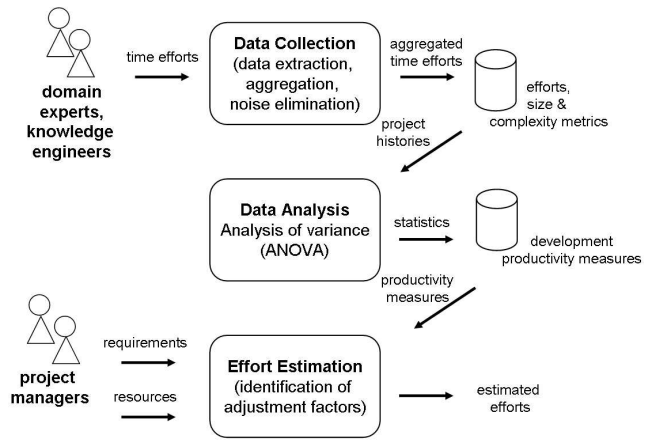 domain
experts,
knowledge
engineers
time efforts
Data Collection
(data extraction,
aggregation,
noise elimination)
aggregated
time efforts
efforts,
size &
complexity metrics
project
histories
Data Analysis
Analysis of variance
(ANOVA)
statistics
development
productivity measures
productivity
measures
project
managers
requirements
resources
Effort Estimation
(identification of
adjustment factors)
estimated
efforts